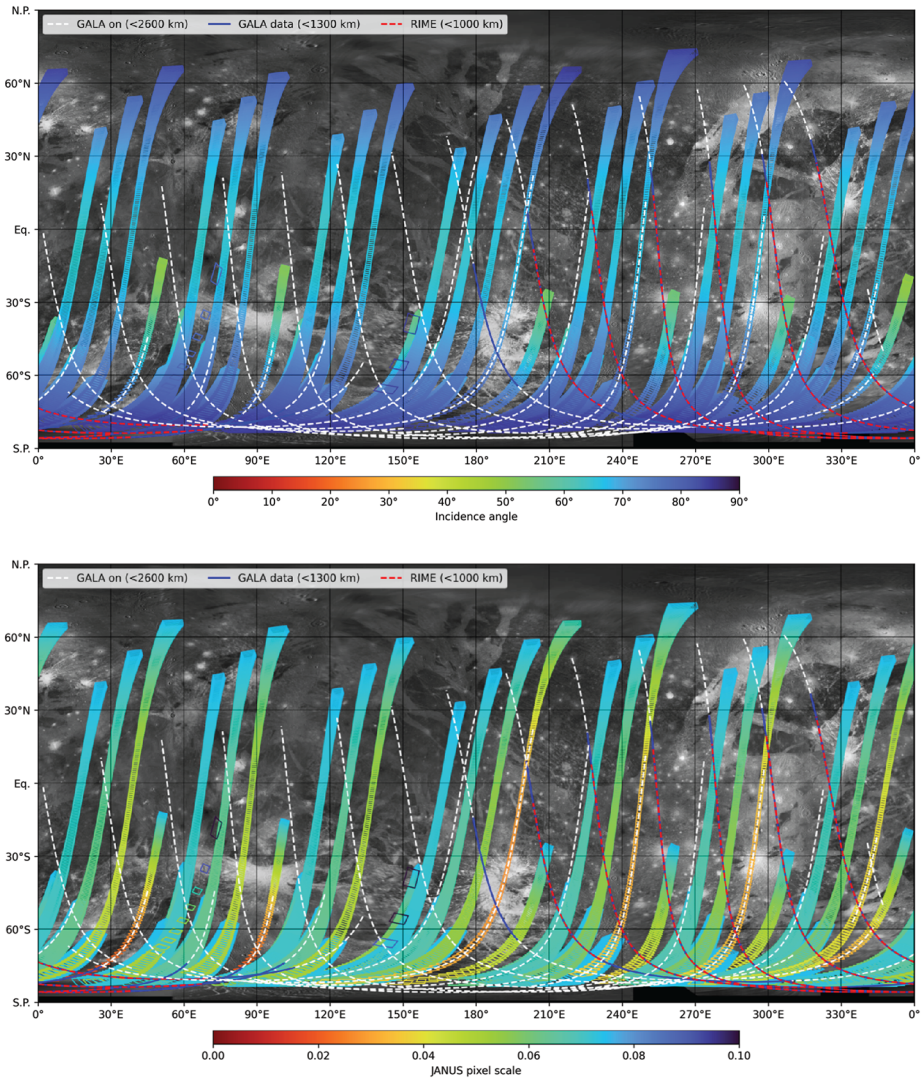 N.P.
GALA on (<2600 km) GALA data (<1300 km) RIME (<1000 km)
60°N
30°N
Eq.
30°S
60°S
S.P.
0° 30°E 60°E 90°E 120°E 150°E 180° 210°E 240°E 270°E 300°E 330°E 0°
0° 10° 20° 30° 40° 50° 60° 70° 80° 90°
Incidence angle
N.P.
GALA on (<2600 km) GALA data (<1300 km) RIME (<1000 km)
60°N
30°N
Eq.
30°S
60°S
S.P.
0° 30°E 60°E 90°E 120°E 150°E 180° 210°E 240°E 270°E 300°E 330°E 0°
0.00 0.02 0.04 0.06 0.08 0.10
JANUS pixel scale